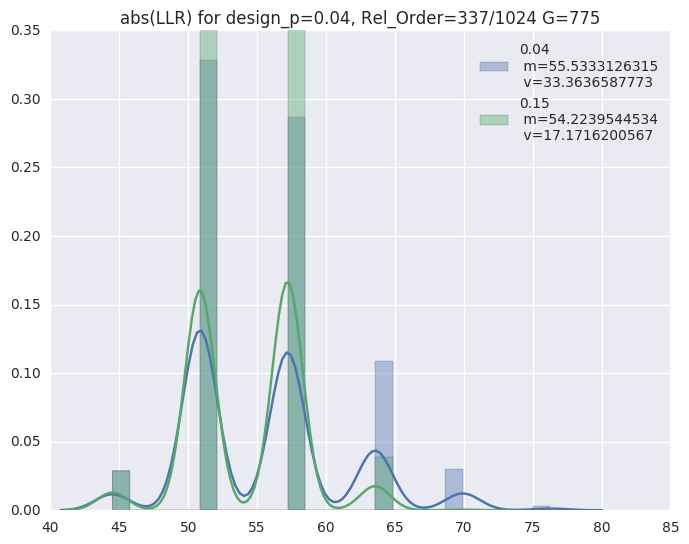 abs(LLR) for design_p=0.04, Rel_Order=337/1024 G=775
0.35
0.30
0.25
0.20
0.15
0.10
0.05
0.00
40 45 50 55 60 65 70 75 80 85
0.04
m=55.5333126315
v=33.3636587773
0.15
m=54.2239544534
v=17.1716200567